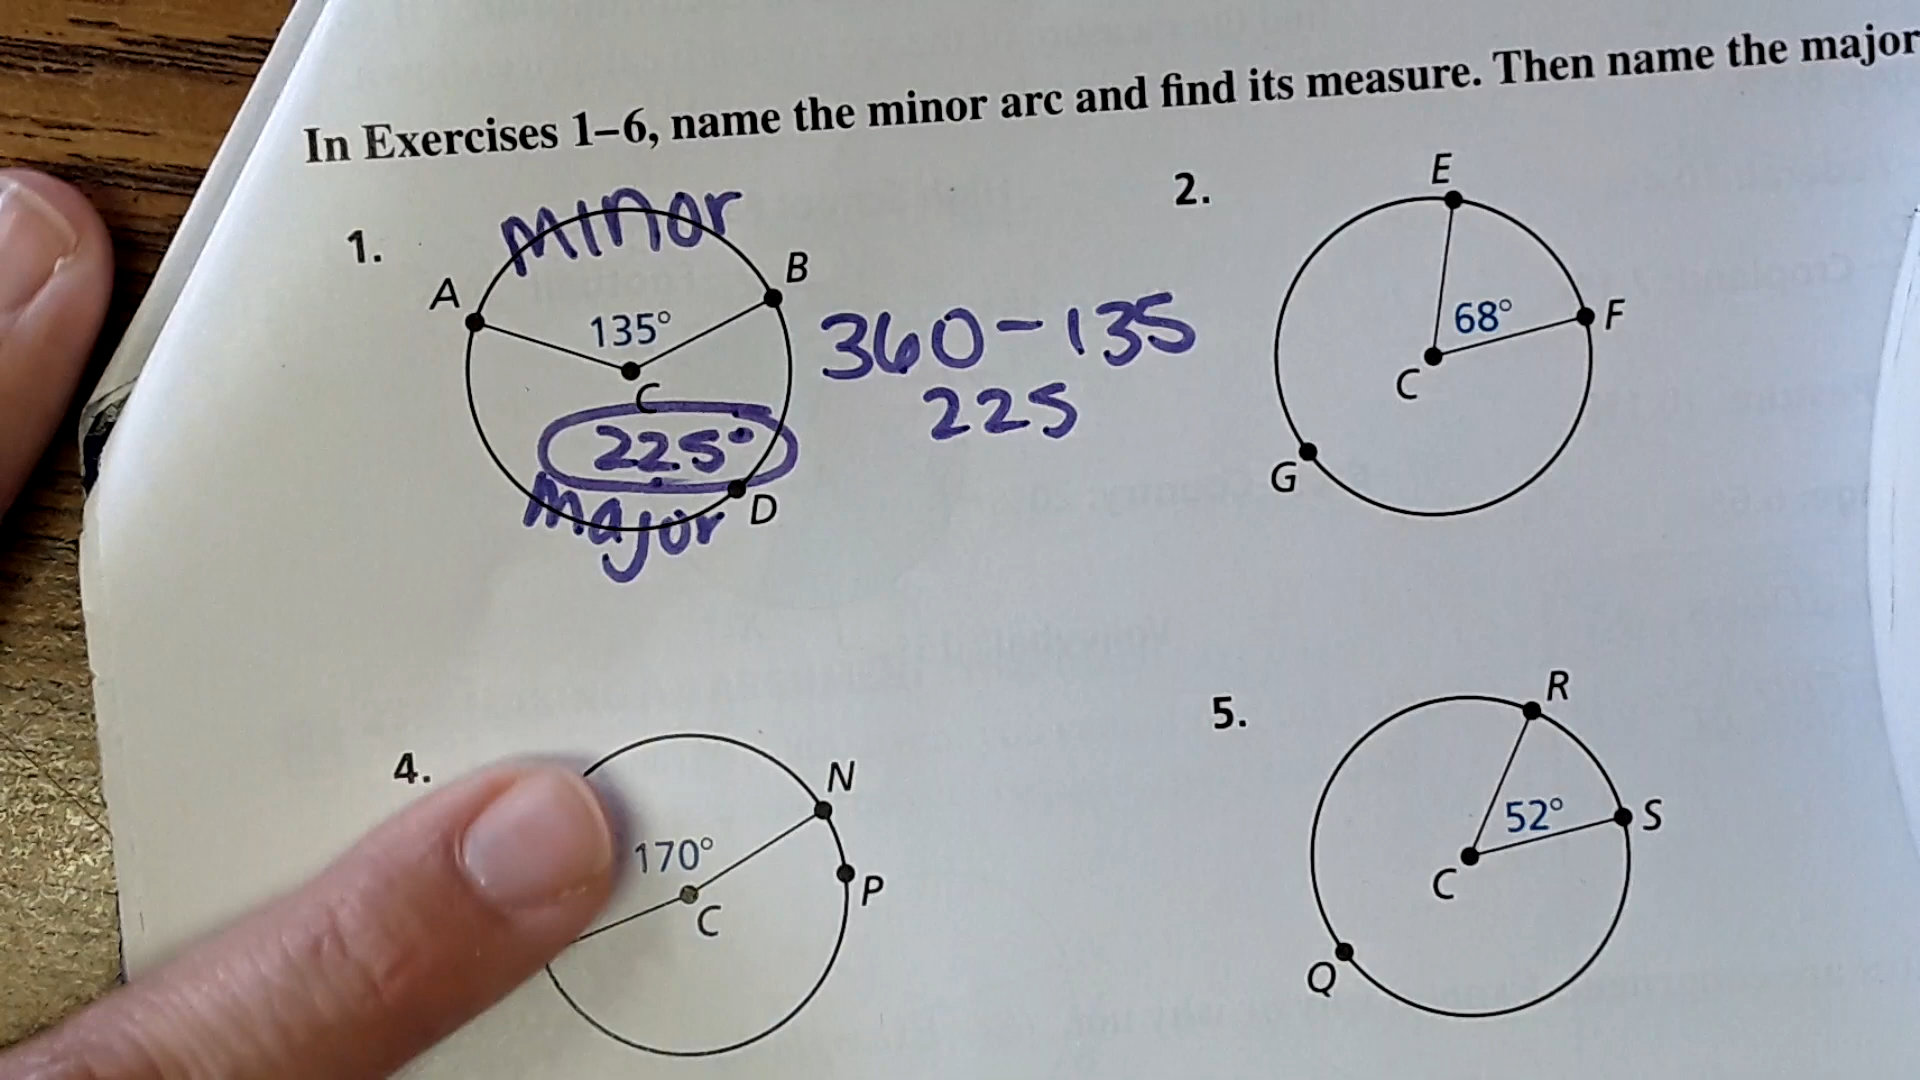 In Exercises 1–6, name the minor arc and find its measure. Then name the major
1.
minor
A
B
135°
C
225°
major
D
360-135
225
2.
E
F
68°
C
G
4.
N
170°
C
P
5.
R
S
52°
C
Q